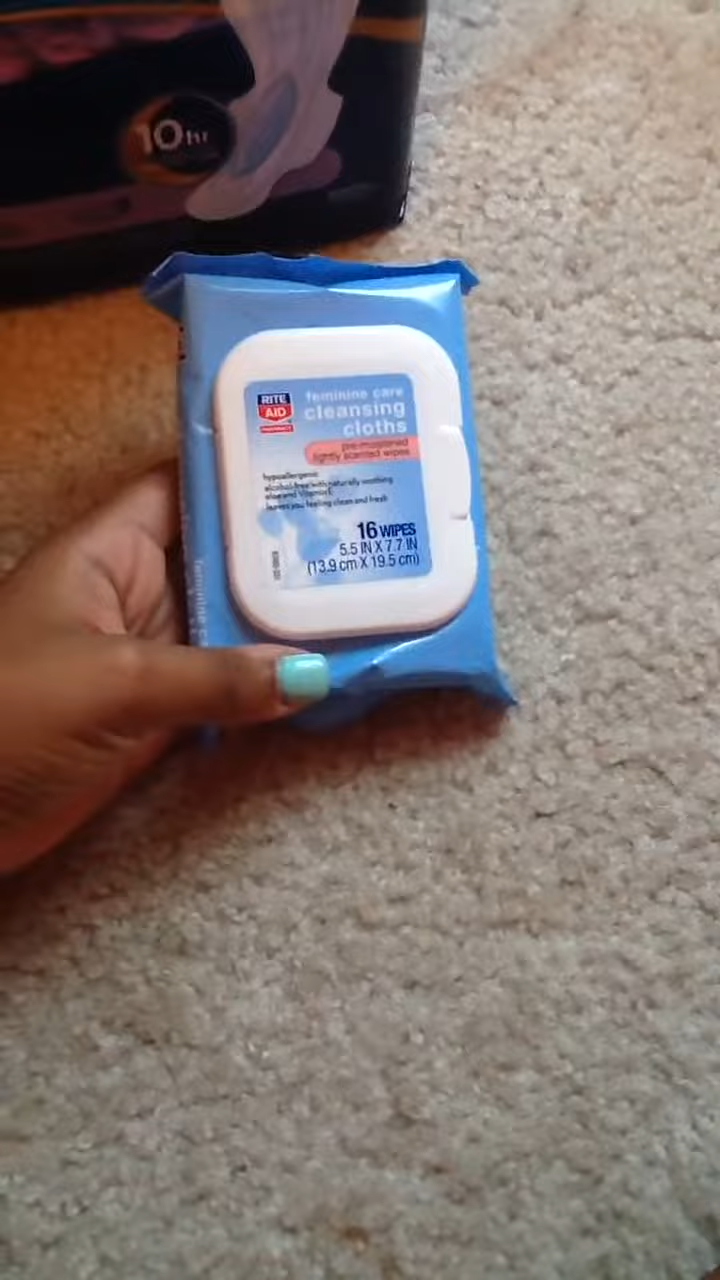 10hr
RITE
AID
PHARMACY
feminine care
cleansing
cloths
pre-moistened
lightly scented wipes
hypoallergenic
alcohol-free with naturally soothing
aloe and Vitamin E
leaves you feeling clean and fresh
16 WIPES
5.5 IN X 7.7 IN
(13.9 cm X 19.5 cm)
feminine c